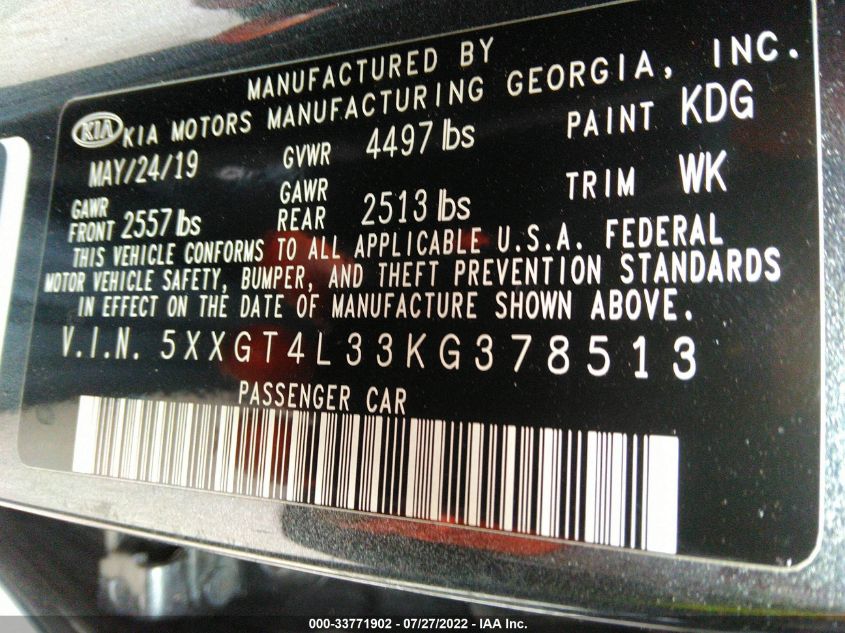 MANUFACTURED BY
KIA KIA MOTORS MANUFACTURING GEORGIA, INC.
MAY/24/19 GVWR 4497 lbs PAINT KDG
GAWR FRONT 2557 lbs GAWR REAR 2513 lbs TRIM WK
THIS VEHICLE CONFORMS TO ALL APPLICABLE U.S.A. FEDERAL
MOTOR VEHICLE SAFETY, BUMPER, AND THEFT PREVENTION STANDARDS
IN EFFECT ON THE DATE OF MANUFACTURE SHOWN ABOVE.
V.I.N. 5XXGT4L33KG378513
PASSENGER CAR
000-33771902 / 07/27/2022 - IAA Inc.